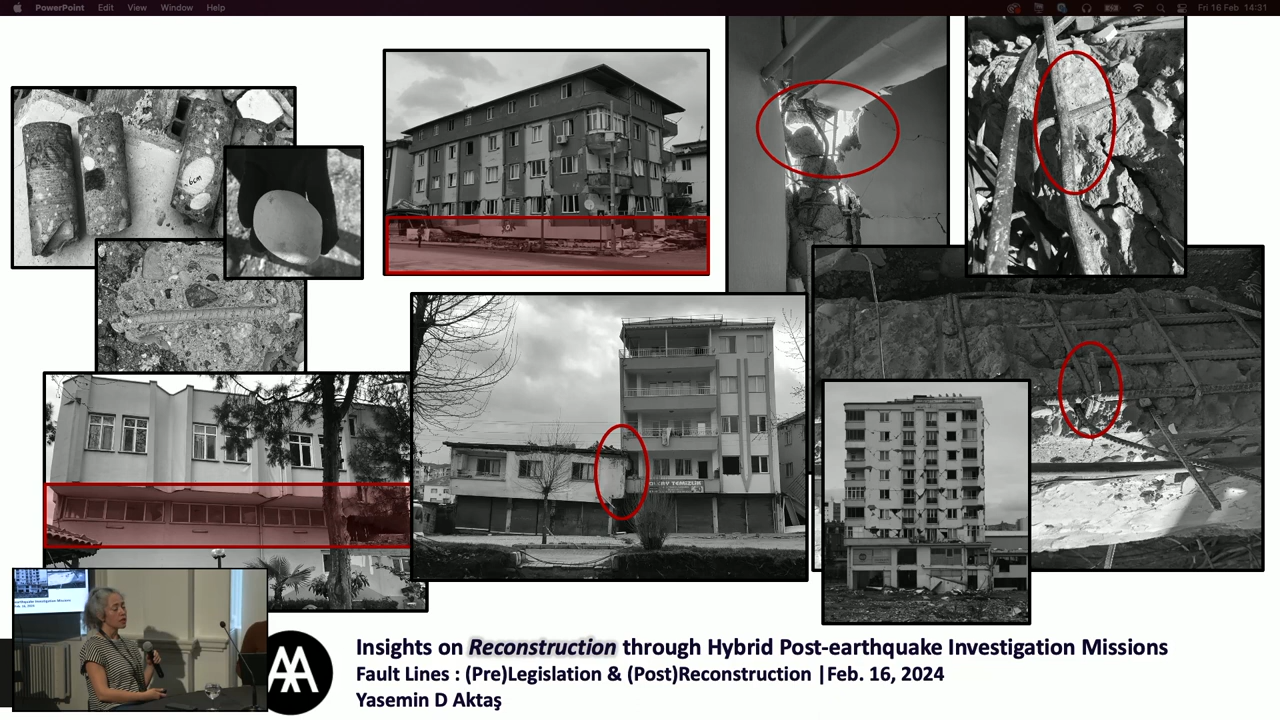 PowerPoint Edit View Window Help
Fri 16 Feb 14:31
~6cm
Insights on Reconstruction through Hybrid Post-earthquake Investigation Missions
Fault Lines : (Pre)Legislation & (Post)Reconstruction |Feb. 16, 2024
Yasemin D Aktaş